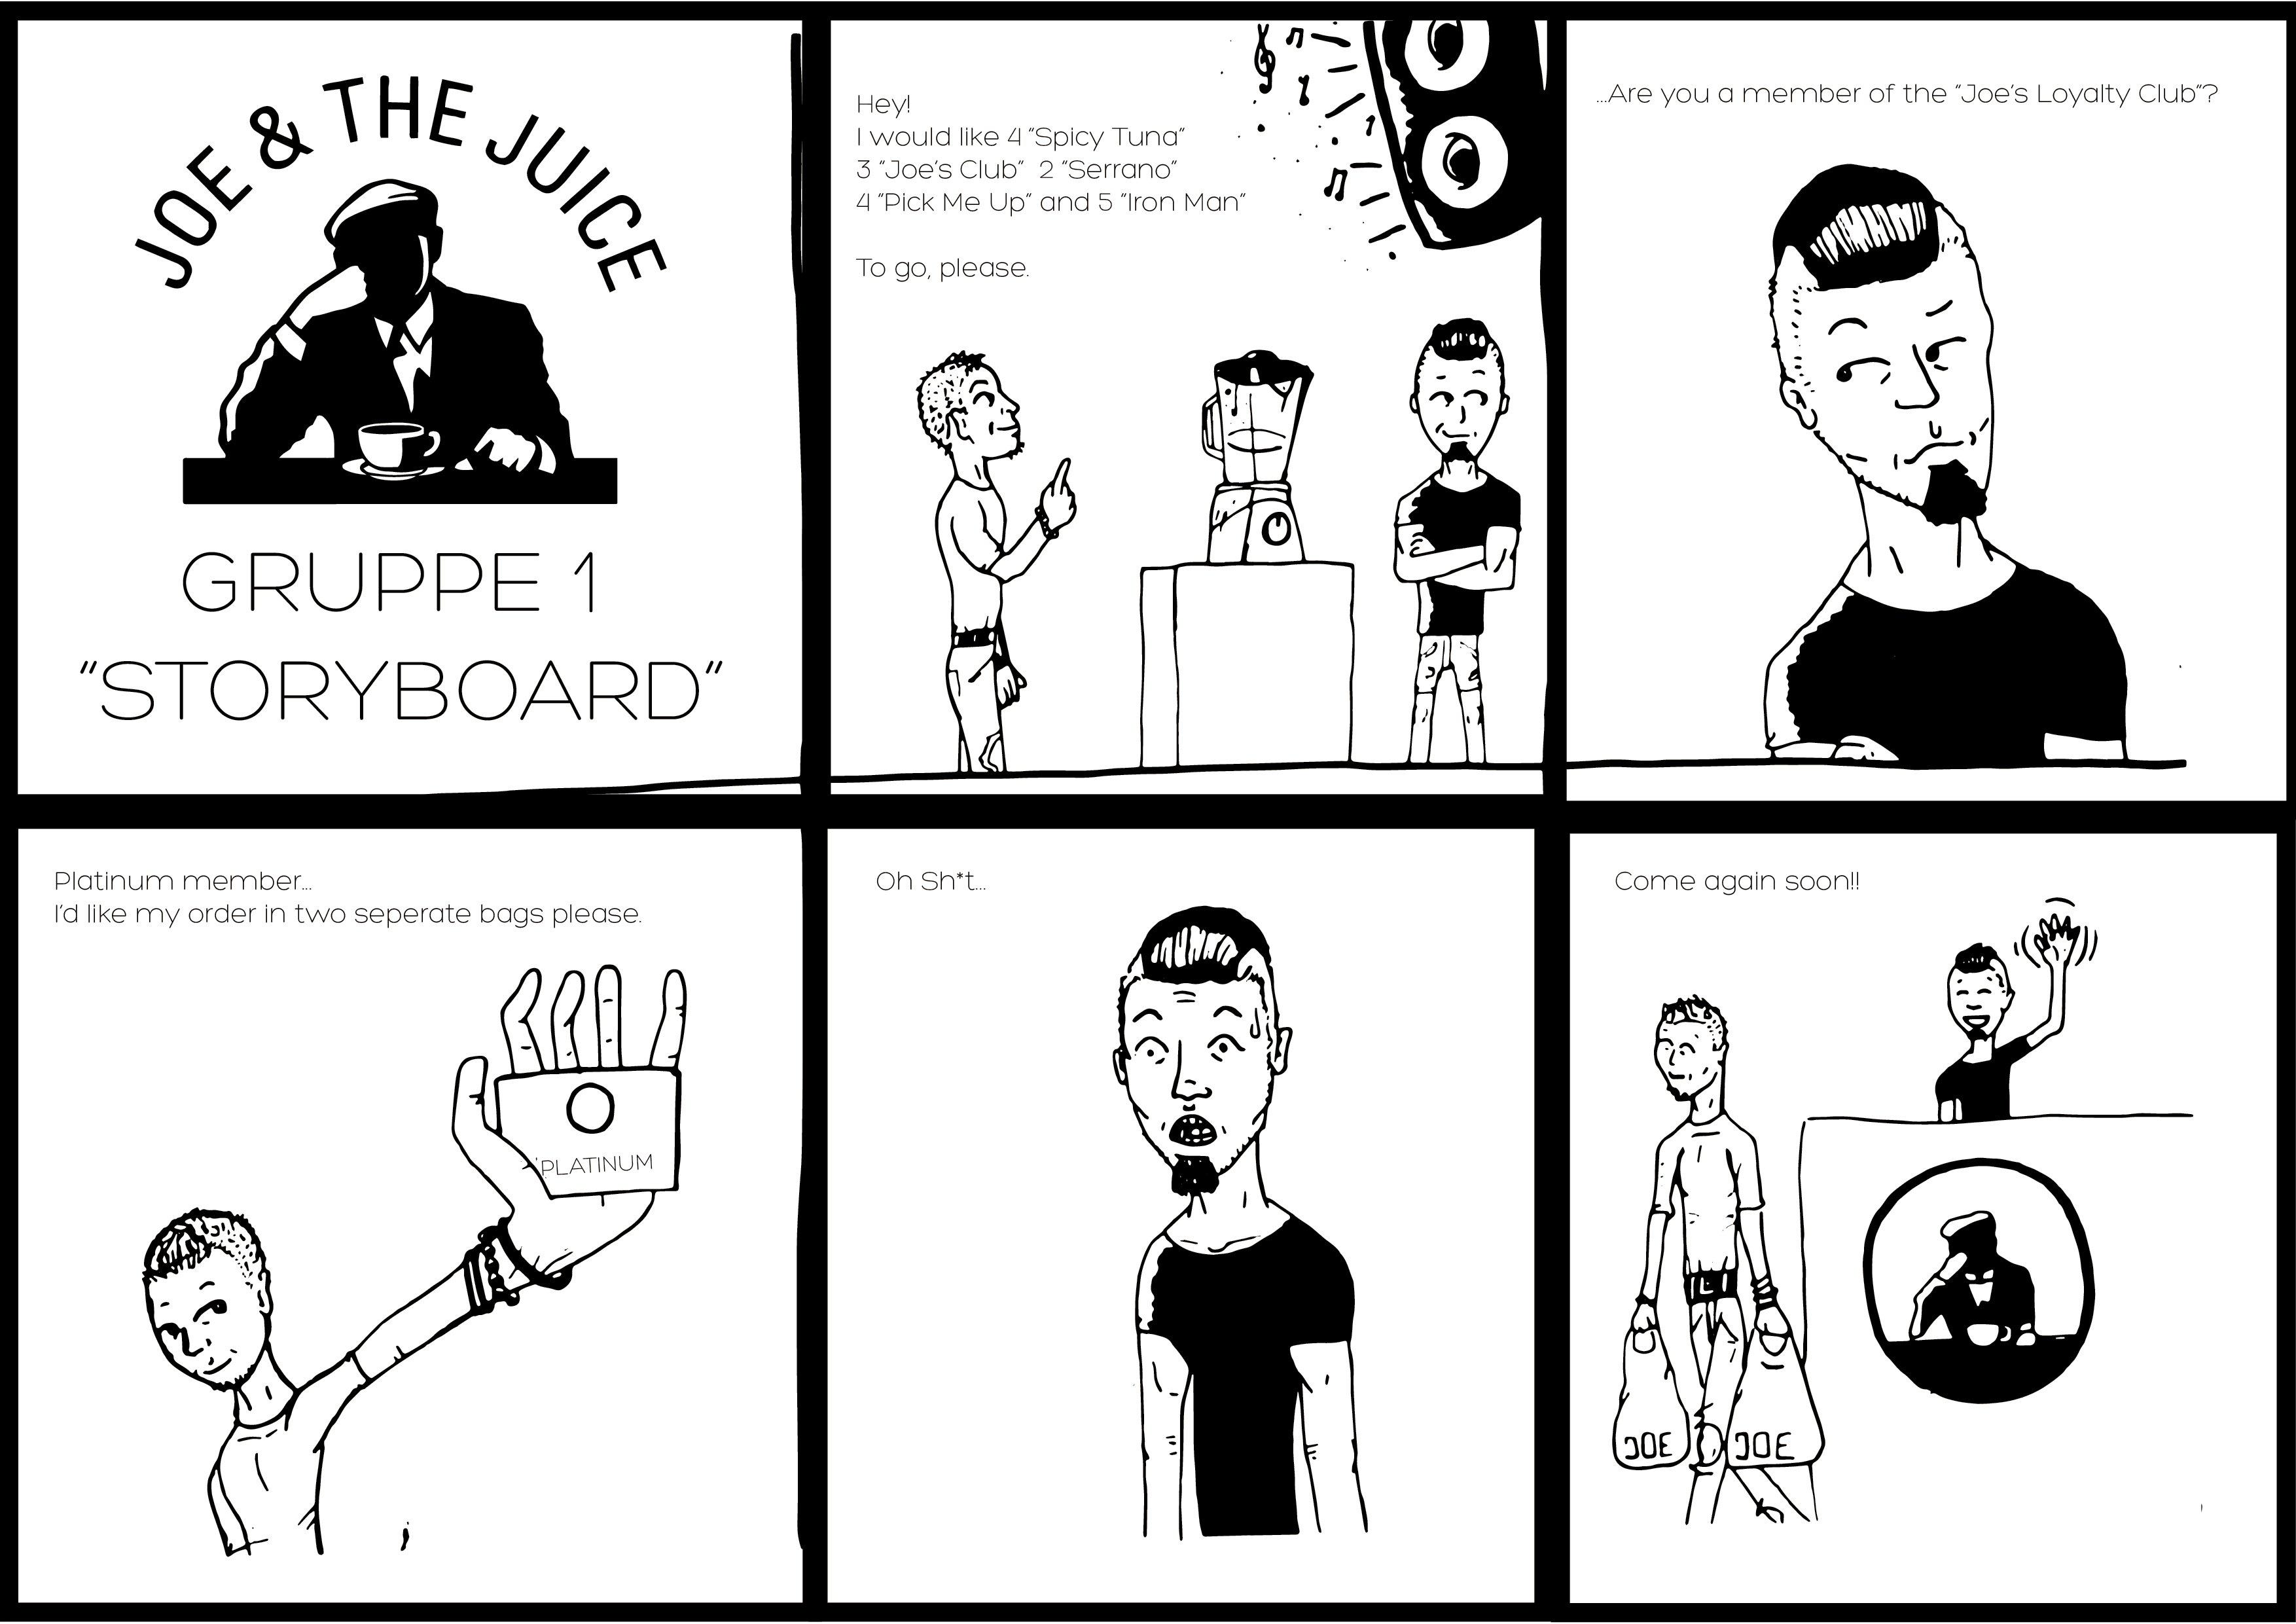 JOE & THE JUICE
GRUPPE 1
"STORYBOARD"
Hey!
I would like 4 "Spicy Tuna"
3 "Joe's Club" 2 "Serrano"
4 "Pick Me Up" and 5 "Iron Man"
To go, please.
...Are you a member of the "Joe's Loyalty Club"?
Platinum member...
I'd like my order in two seperate bags please.
PLATINUM
Oh Sh*t...
Come again soon!!
JOE
JOE